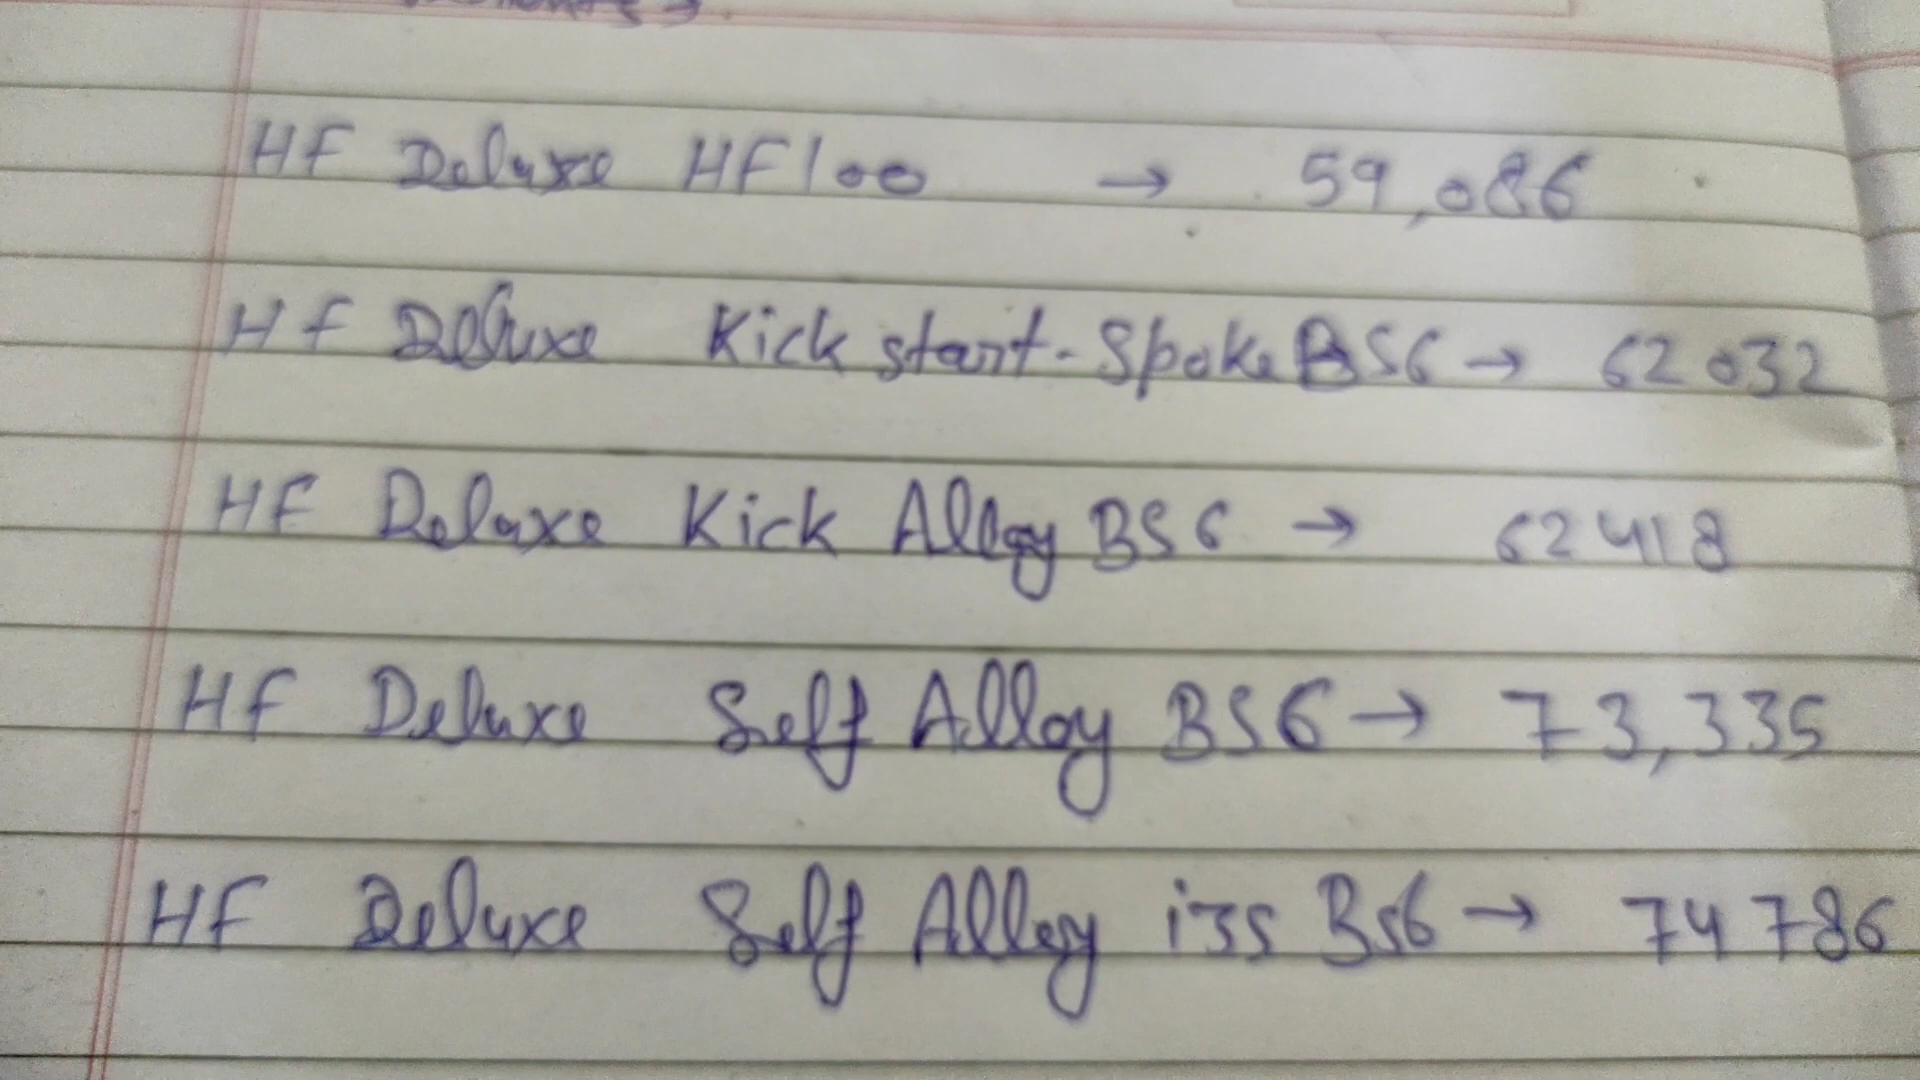 HF Deluxe HF100 → 59,086
HF Deluxe Kick start-Spoke BS6 → 62032
HF Deluxe Kick Alloy BS6 → 62418
HF Deluxe Self Alloy BS6 → 73,335
HF Deluxe Self Alloy i3S BS6 → 74786